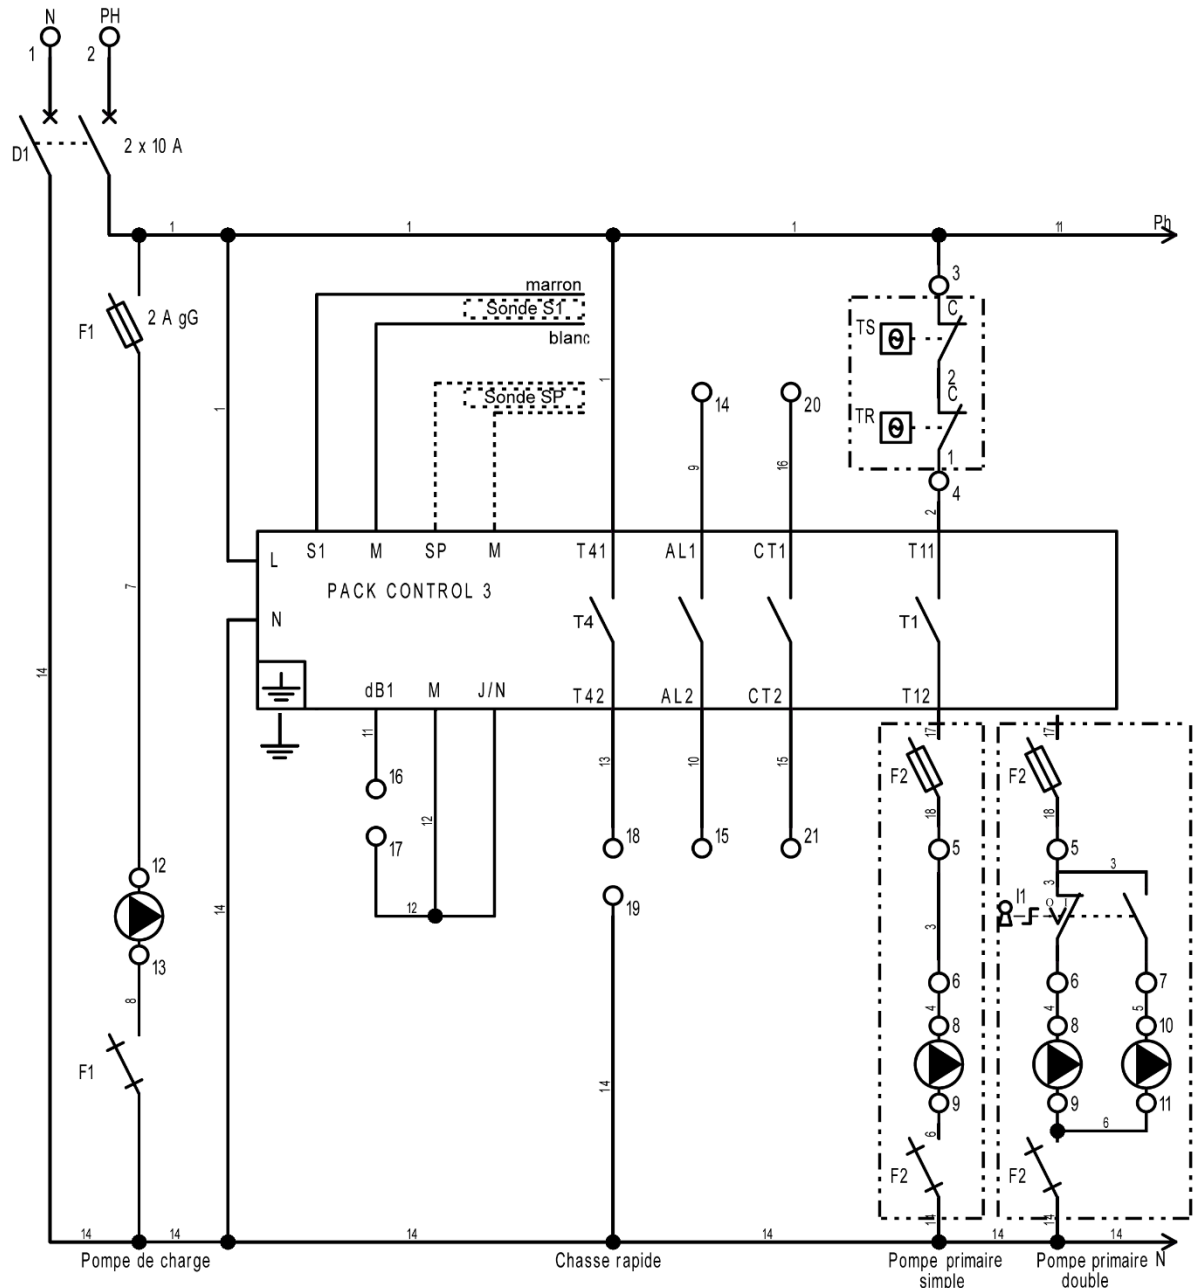 N PH
1 2
D1 2 x 10 A
1 1 1 11 Ph
3
marron
Sonde S1
blanc
F1 2 A gG
C
TS
2
C
TR
1
4
Sonde SP
1 1
14 20
9 16 2
S1 M SP M T41 AL1 CT1 T11
L
PACK CONTROL 3
N
T4 T1
7
14
dB1 M J/N T42 AL2 CT2 T12
11 13 10 15 17 17
16
F2 F2
12
18 18
17 18 15 21 5 5
12
13
3
19
14
12
3 3
I1
O I
6 6 7
4 4 5
8 8 10
8
F1
14
9 9 11
6 6
F2 F2
14 14
14 14 14 14 14 14
Pompe de charge Chasse rapide Pompe primaire Pompe primaire N
simple double